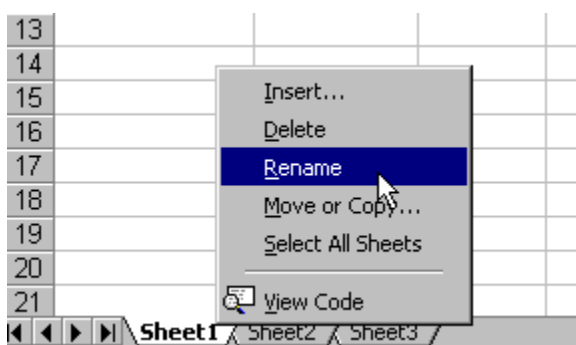 13
14
15
Insert...
16
Delete
17
Rename
18
Move or Copy...
19
Select All Sheets
20
21
View Code
Sheet1 Sheet2 Sheet3